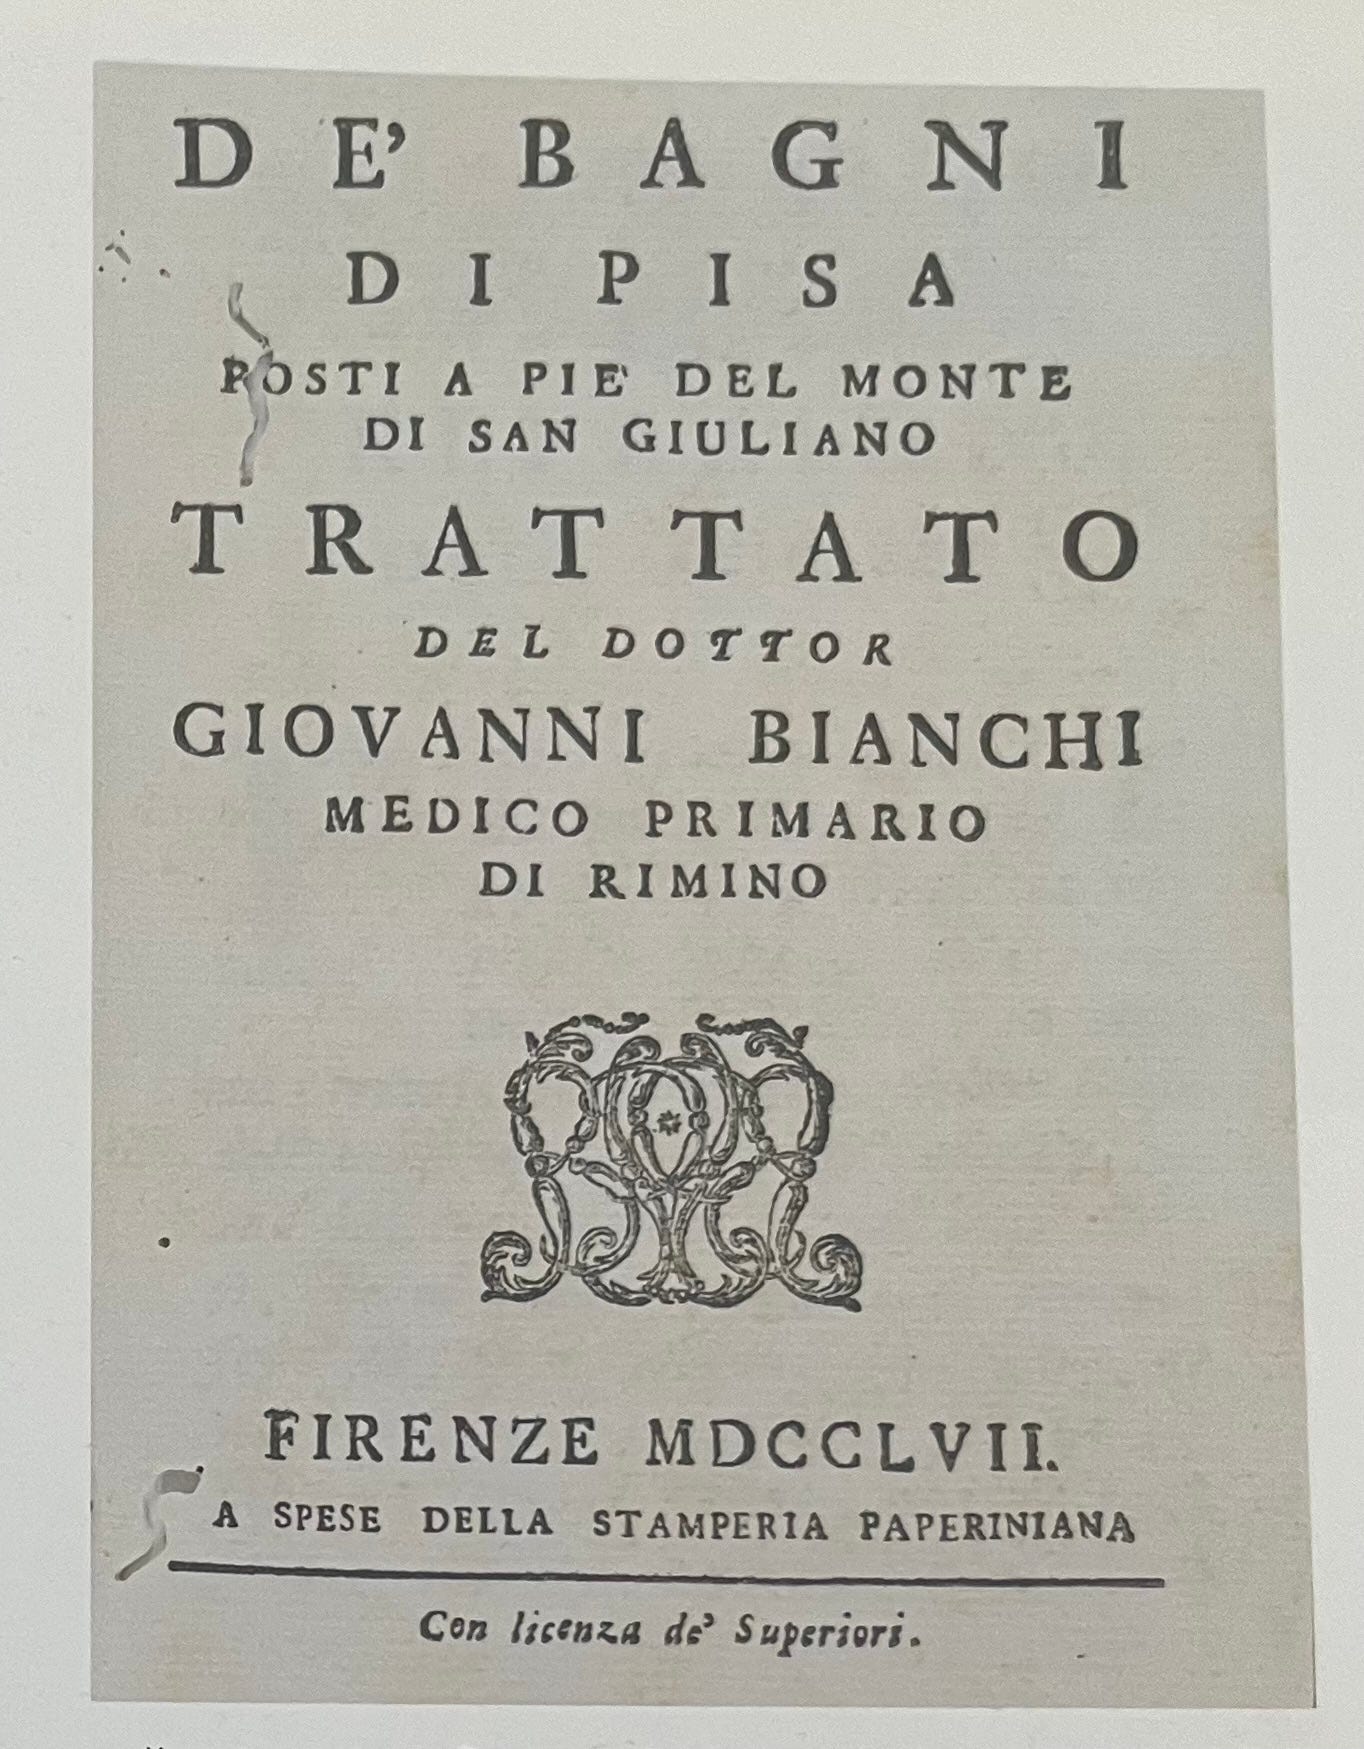 DE' BAGNI
DI PISA
POSTI A PIE' DEL MONTE
DI SAN GIULIANO
TRATTATO
DEL DOTTOR
GIOVANNI BIANCHI
MEDICO PRIMARIO
DI RIMINO
FIRENZE MDCCLVII.
A SPESE DELLA STAMPERIA PAPERINIANA
Con licenza de' Superiori.